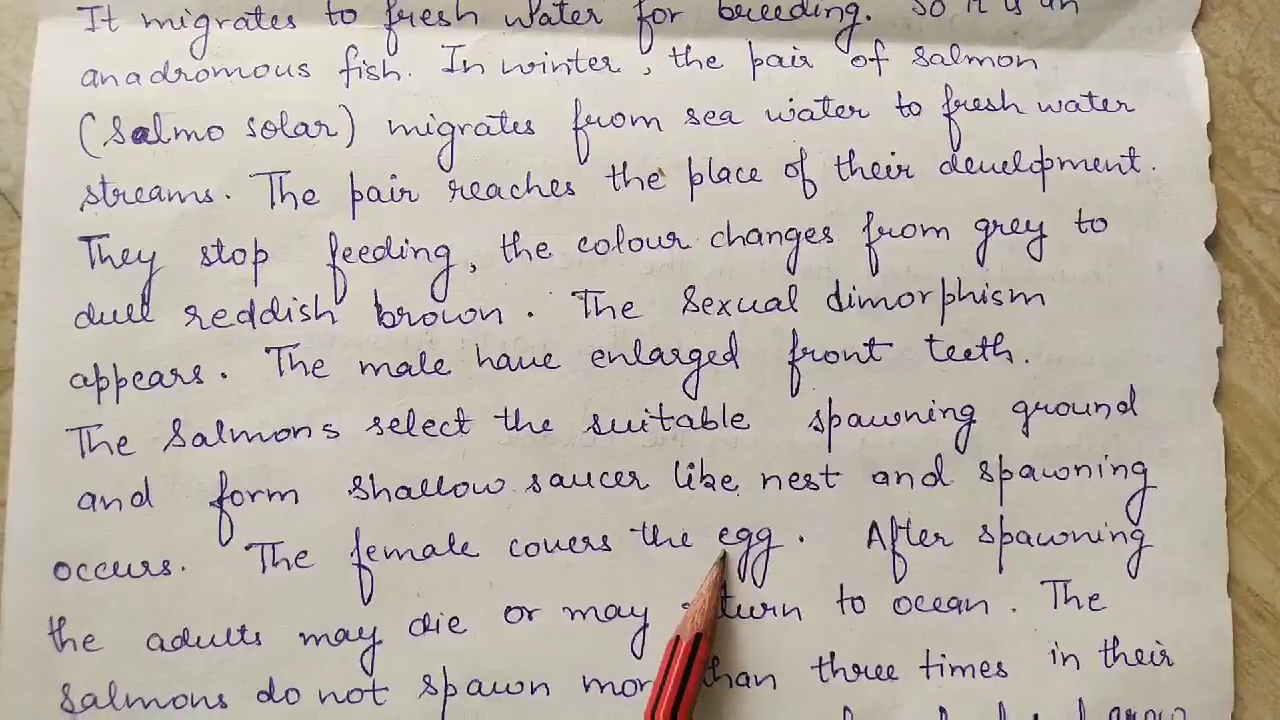 It migrates to fresh water for breeding. So it is an
anadromous fish. In winter, the pair of salmon
(Salmo solar) migrates from sea water to fresh water
streams. The pair reaches the place of their development.
They stop feeding, the colour changes from grey to
dull reddish brown. The sexual dimorphism
appears. The male have enlarged front teeth.
The Salmons select the suitable spawning ground
and form shallow saucer like nest and spawning
occurs. The female covers the egg. After spawning
the adults may die or may turn to ocean. The
salmons do not spawn more than three times in their